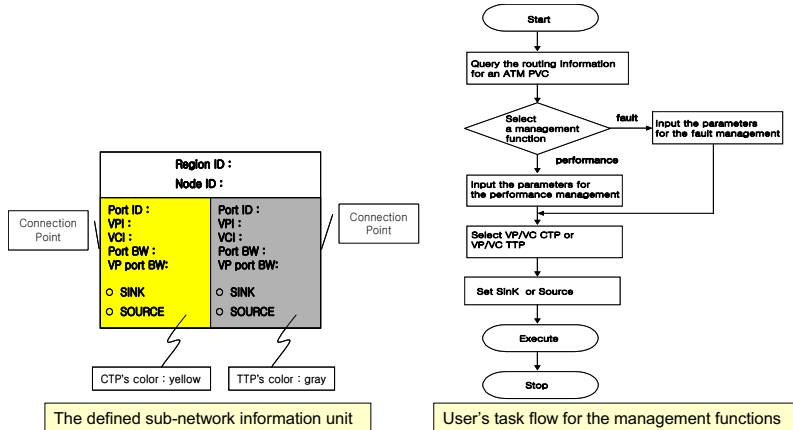 Region ID :
Node ID :
Connection
Point
Port ID :
VPI :
VCI :
Port BW :
VP port BW:
SINK
SOURCE
Port ID :
VPI :
VCI :
Port BW :
VP port BW:
SINK
SOURCE
Connection
Point
CTP's color : yellow
TTP's color : gray
The defined sub-network information unit
Start
Query the routing information
for an ATM PVC
Select
a management
function
fault
Input the parameters
for the fault management
performance
Input the parameters for
the performance management
Select VP/VC CTP or
VP/VC TTP
Set SinK or Source
Execute
Stop
User's task flow for the management functions